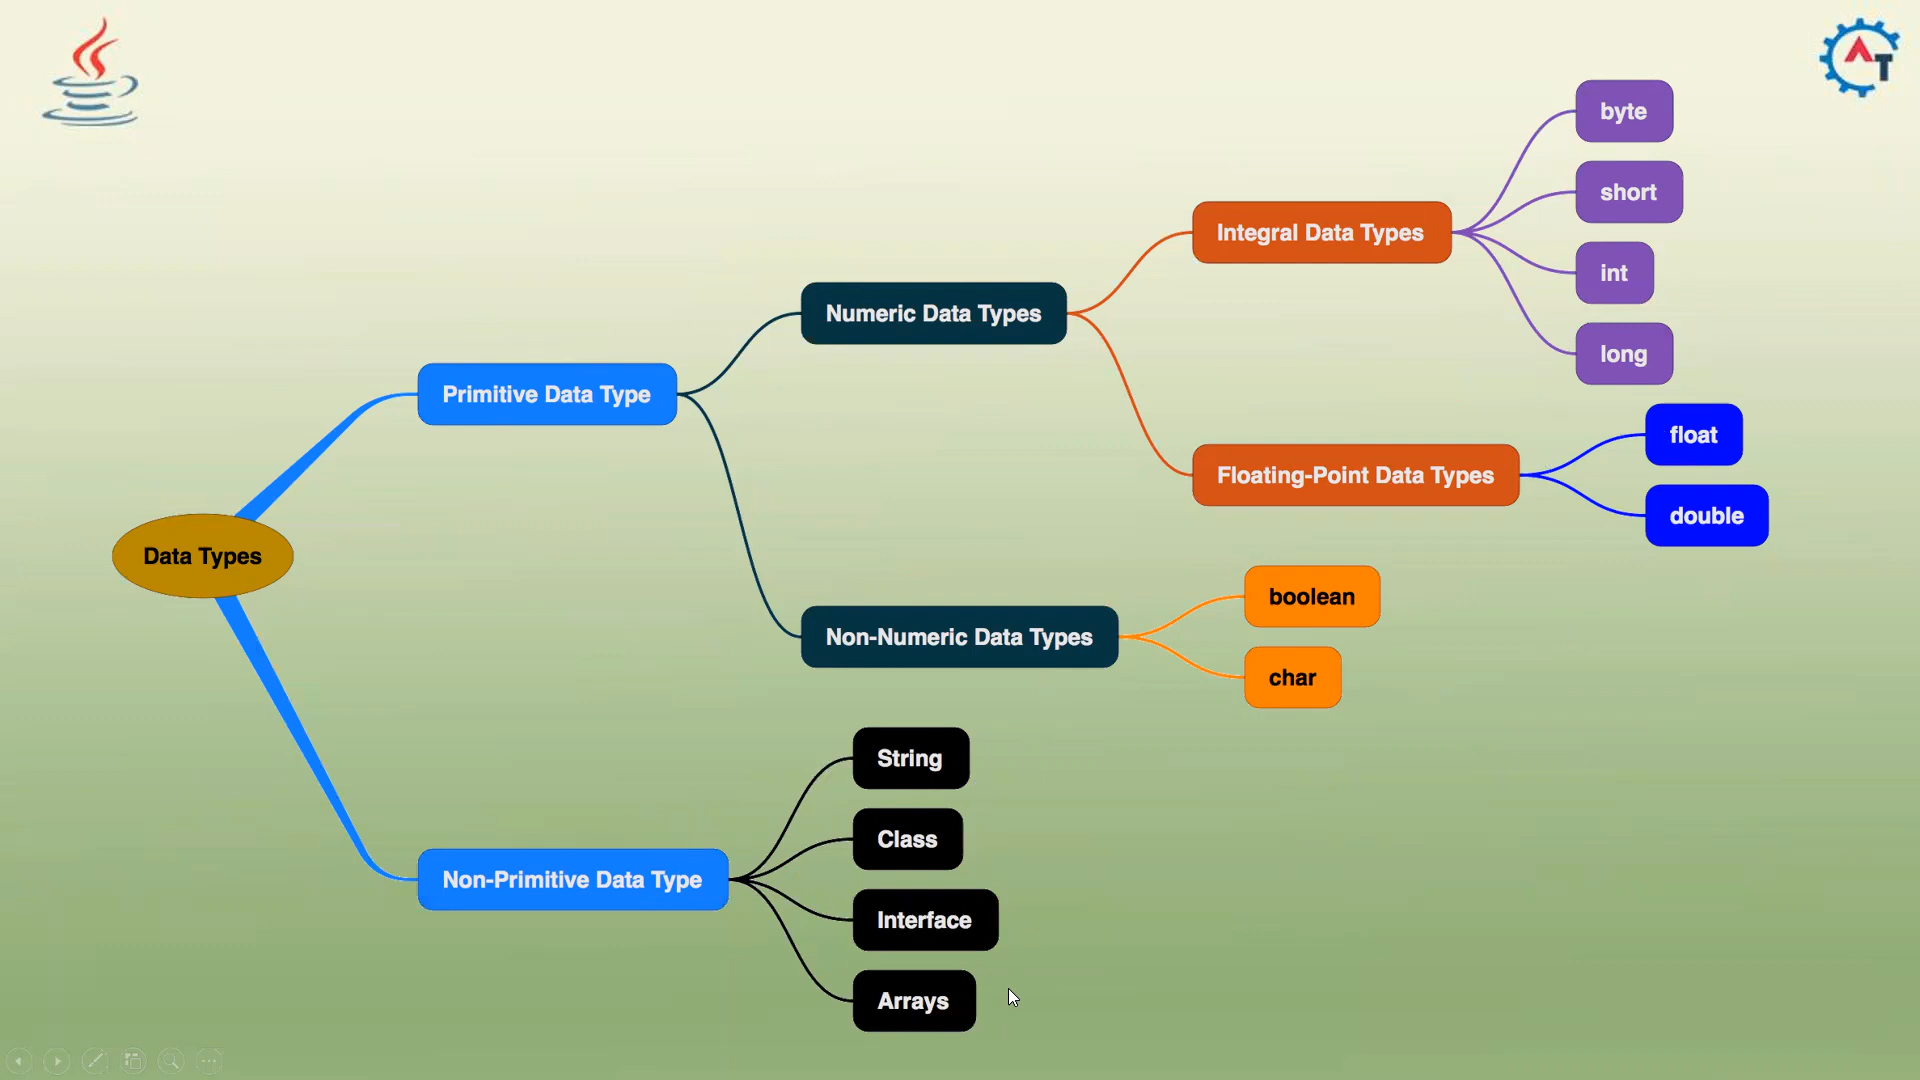 Data Types
Primitive Data Type
Numeric Data Types
Integral Data Types
byte
short
int
long
Floating-Point Data Types
float
double
Non-Numeric Data Types
boolean
char
Non-Primitive Data Type
String
Class
Interface
Arrays
AT